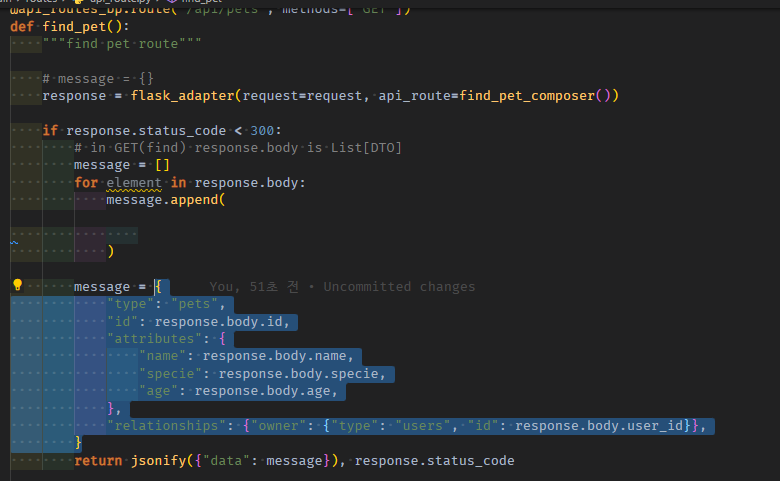 routes api_route.py find_pet
@api_routes_bp.route("/api/pets", methods=["GET"])
def find_pet():
"""find pet route"""
# message = {}
response = flask_adapter(request=request, api_route=find_pet_composer())
if response.status_code < 300:
# in GET(find) response.body is List[DTO]
message = []
for element in response.body:
message.append(
)
message = { You, 51초 전 • Uncommitted changes
"type": "pets",
"id": response.body.id,
"attributes": {
"name": response.body.name,
"specie": response.body.specie,
"age": response.body.age,
},
"relationships": {"owner": {"type": "users", "id": response.body.user_id}},
}
return jsonify({"data": message}), response.status_code